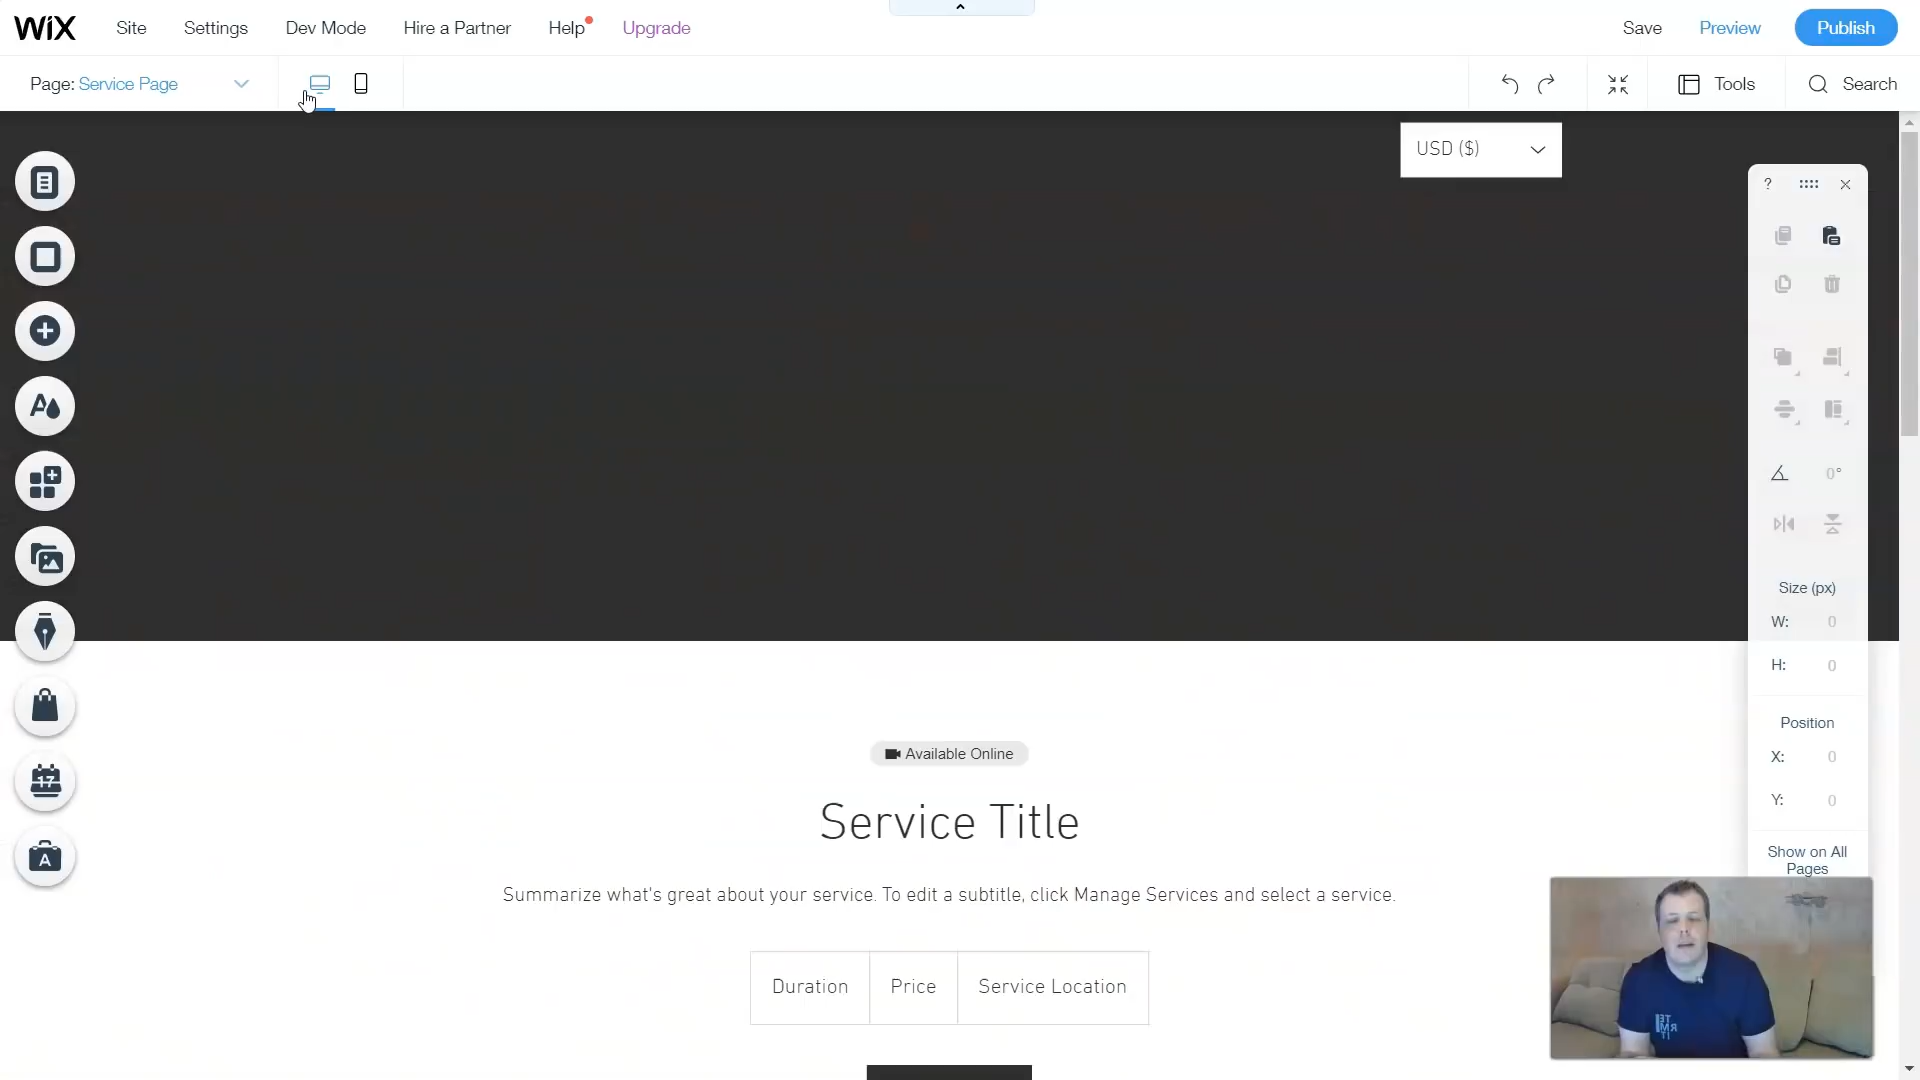 WiX
Site
Settings
Dev Mode
Hire a Partner
Help
Upgrade
Save
Preview
Publish
Page: Service Page
Tools
Search
USD ($)
?
0°
Size (px)
W: 0
H: 0
Position
X: 0
Y: 0
Show on All
Pages
17
A
A
Available Online
Service Title
Summarize what's great about your service. To edit a subtitle, click Manage Services and select a service.
Duration
Price
Service Location